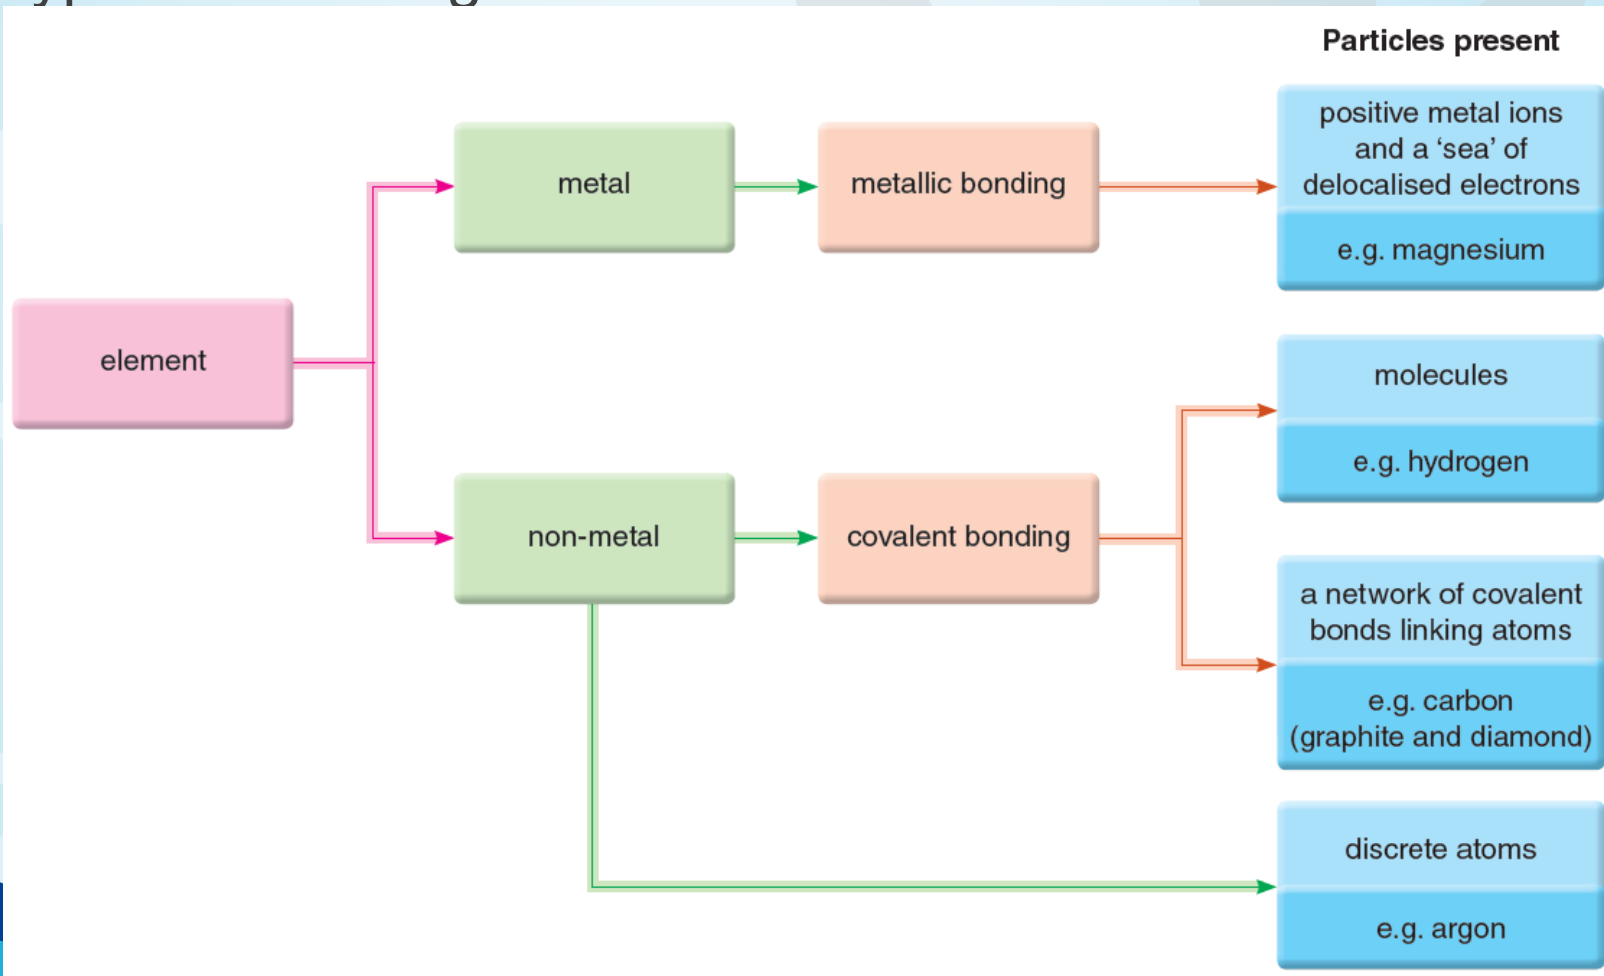 Particles present
positive metal ions
and a ‘sea’ of
delocalised electrons
metal
metallic bonding
e.g. magnesium
element
molecules
e.g. hydrogen
non-metal
covalent bonding
a network of covalent
bonds linking atoms
e.g. carbon
(graphite and diamond)
discrete atoms
e.g. argon